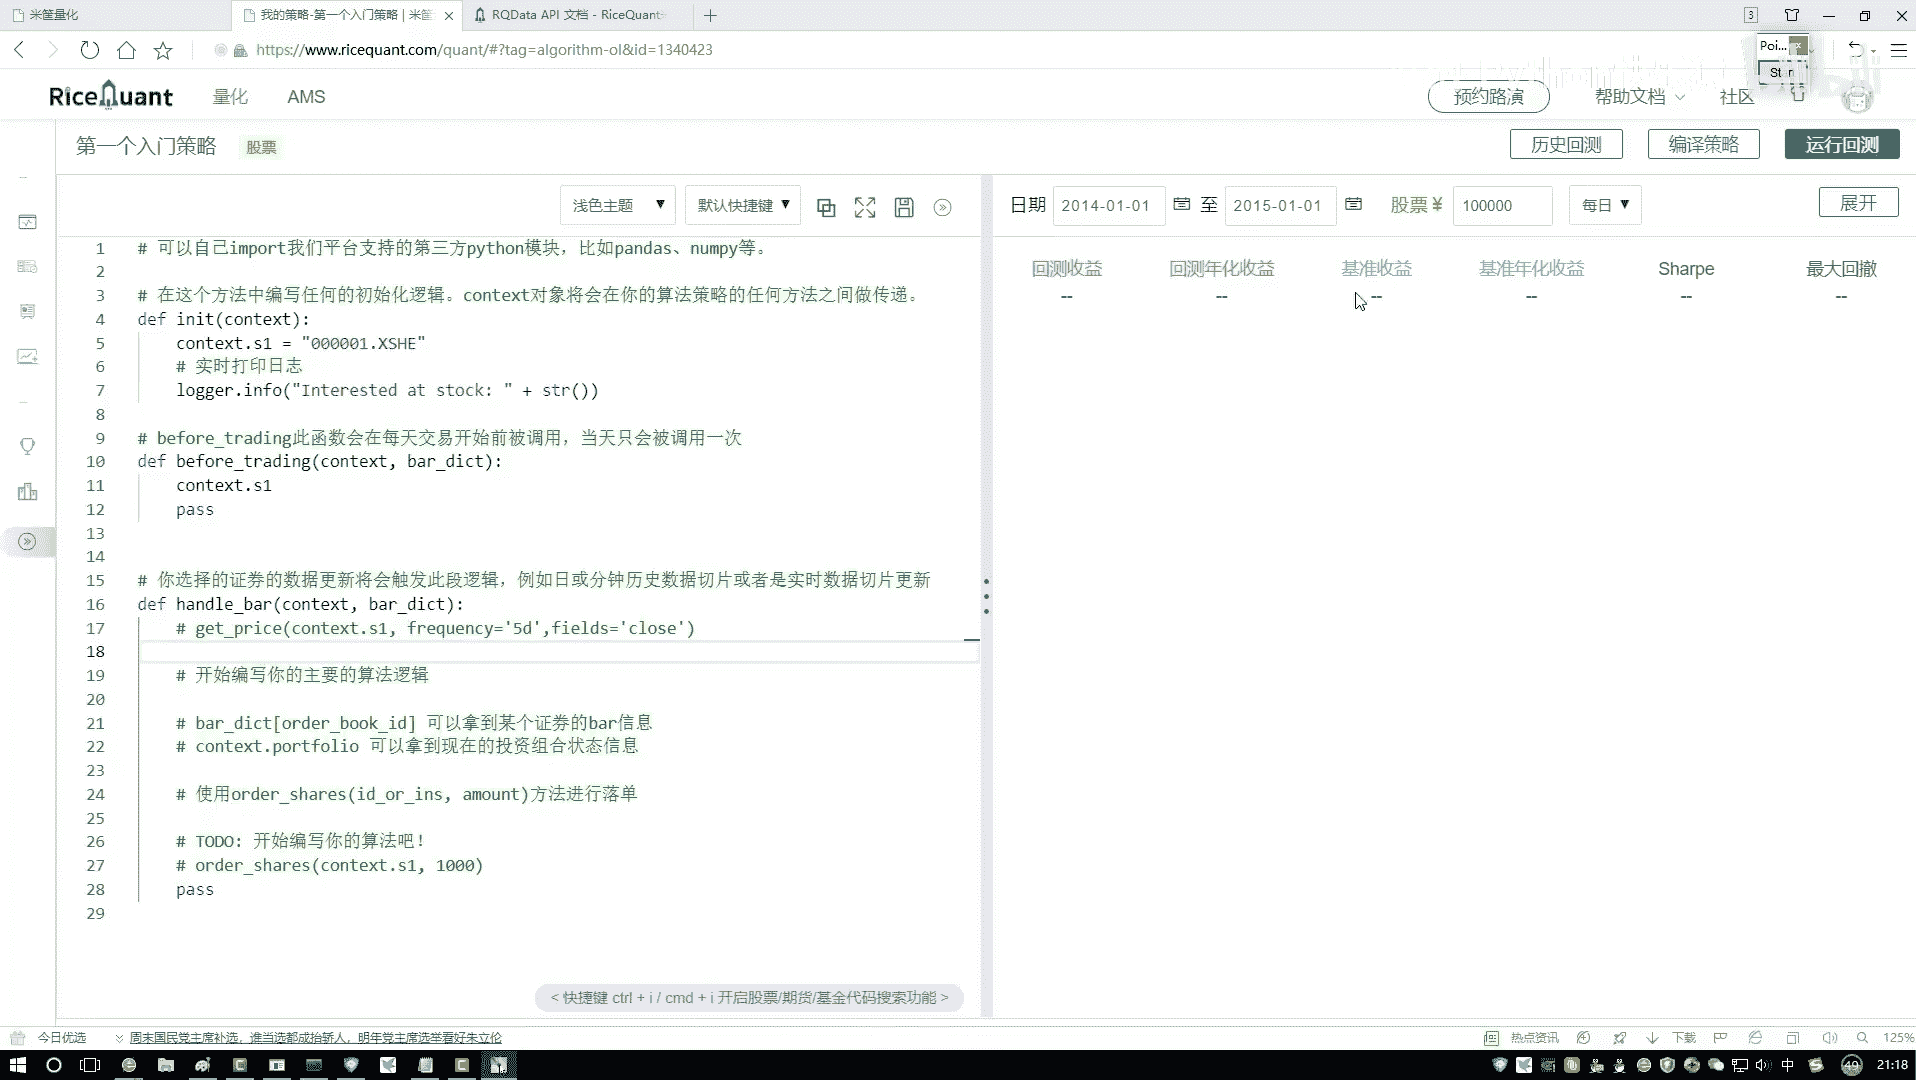 米筐量化
我的策略-第一个入门策略 | 米筐
RQData API 文档 - RiceQuant
3
https://www.ricequant.com/quant/#?tag=algorithm-ol&id=1340423
Poi...
RiceQuant
量化
AMS
预约路演
帮助文档
社区
第一个入门策略
股票
历史回测
编译策略
运行回测
浅色主题 ▼
默认快捷键 ▼
日期 2014-01-01 至 2015-01-01 股票 ¥ 100000 每日 ▼
展开
回测收益 回测年化收益 基准收益 基准年化收益 Sharpe 最大回撤
-- -- -- -- -- --
1 # 可以自己import我们平台支持的第三方python模块，比如pandas、numpy等。
2
3 # 在这个方法中编写任何的初始化逻辑。context对象将会在你的算法策略的任何方法之间做传递。
4 def init(context):
5 context.s1 = "000001.XSHE"
6 # 实时打印日志
7 logger.info("Interested at stock: " + str())
8
9 # before_trading此函数会在每天交易开始前被调用，当天只会被调用一次
10 def before_trading(context, bar_dict):
11 context.s1
12 pass
13
14
15 # 你选择的证券的数据更新将会触发此段逻辑，例如日或分钟历史数据切片或者是实时数据切片更新
16 def handle_bar(context, bar_dict):
17 # get_price(context.s1, frequency='5d',fields='close')
18
19 # 开始编写你的主要的算法逻辑
20
21 # bar_dict[order_book_id] 可以拿到某个证券的bar信息
22 # context.portfolio 可以拿到现在的投资组合状态信息
23
24 # 使用order_shares(id_or_ins, amount)方法进行落单
25
26 # TODO: 开始编写你的算法吧！
27 # order_shares(context.s1, 1000)
28 pass
29
< 快捷键 ctrl + i / cmd + i 开启股票/期货/基金代码搜索功能 >
今日优选
周末国民党主席补选，谁当选都成抬轿人，明年党主席选举看好朱立伦
热点资讯
下载
125%
中
49
21:18